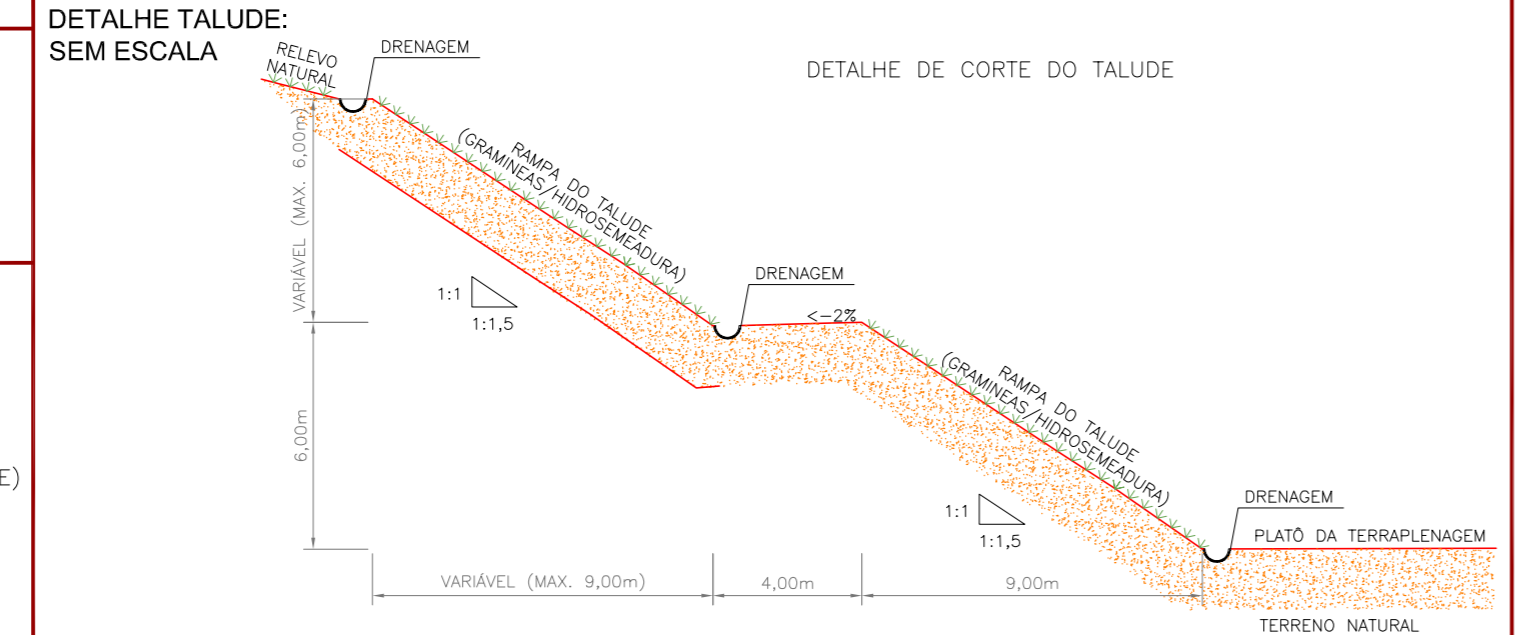 DETALHE TALUDE:
SEM ESCALA
RELEVO
NATURAL
DRENAGEM
DETALHE DE CORTE DO TALUDE
VARIÁVEL (MAX. 6,00m)
RAMPA DO TALUDE
(GRAMINEAS/HIDROSEMEADURA)
1:1
1:1,5
DRENAGEM
<-2%
6,00m
RAMPA DO TALUDE
(GRAMINEAS/HIDROSEMEADURA)
E)
1:1
1:1,5
DRENAGEM
PLATÔ DA TERRAPLENAGEM
VARIÁVEL (MAX. 9,00m)
4,00m
9,00m
TERRENO NATURAL